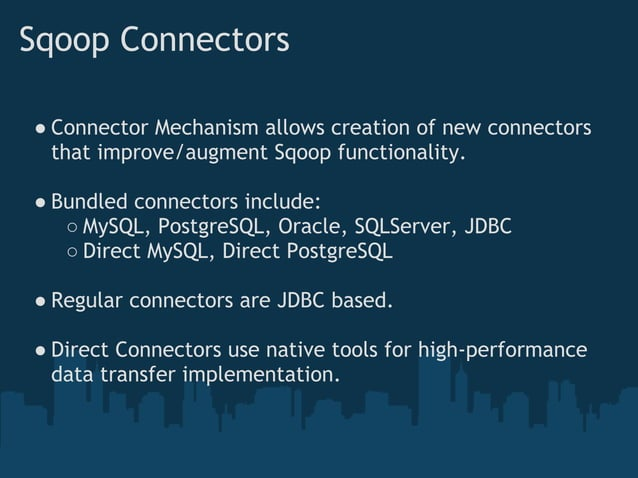 Sqoop Connectors
● Connector Mechanism allows creation of new connectors
that improve/augment Sqoop functionality.
● Bundled connectors include:
○ MySQL, PostgreSQL, Oracle, SQLServer, JDBC
○ Direct MySQL, Direct PostgreSQL
● Regular connectors are JDBC based.
● Direct Connectors use native tools for high-performance
data transfer implementation.